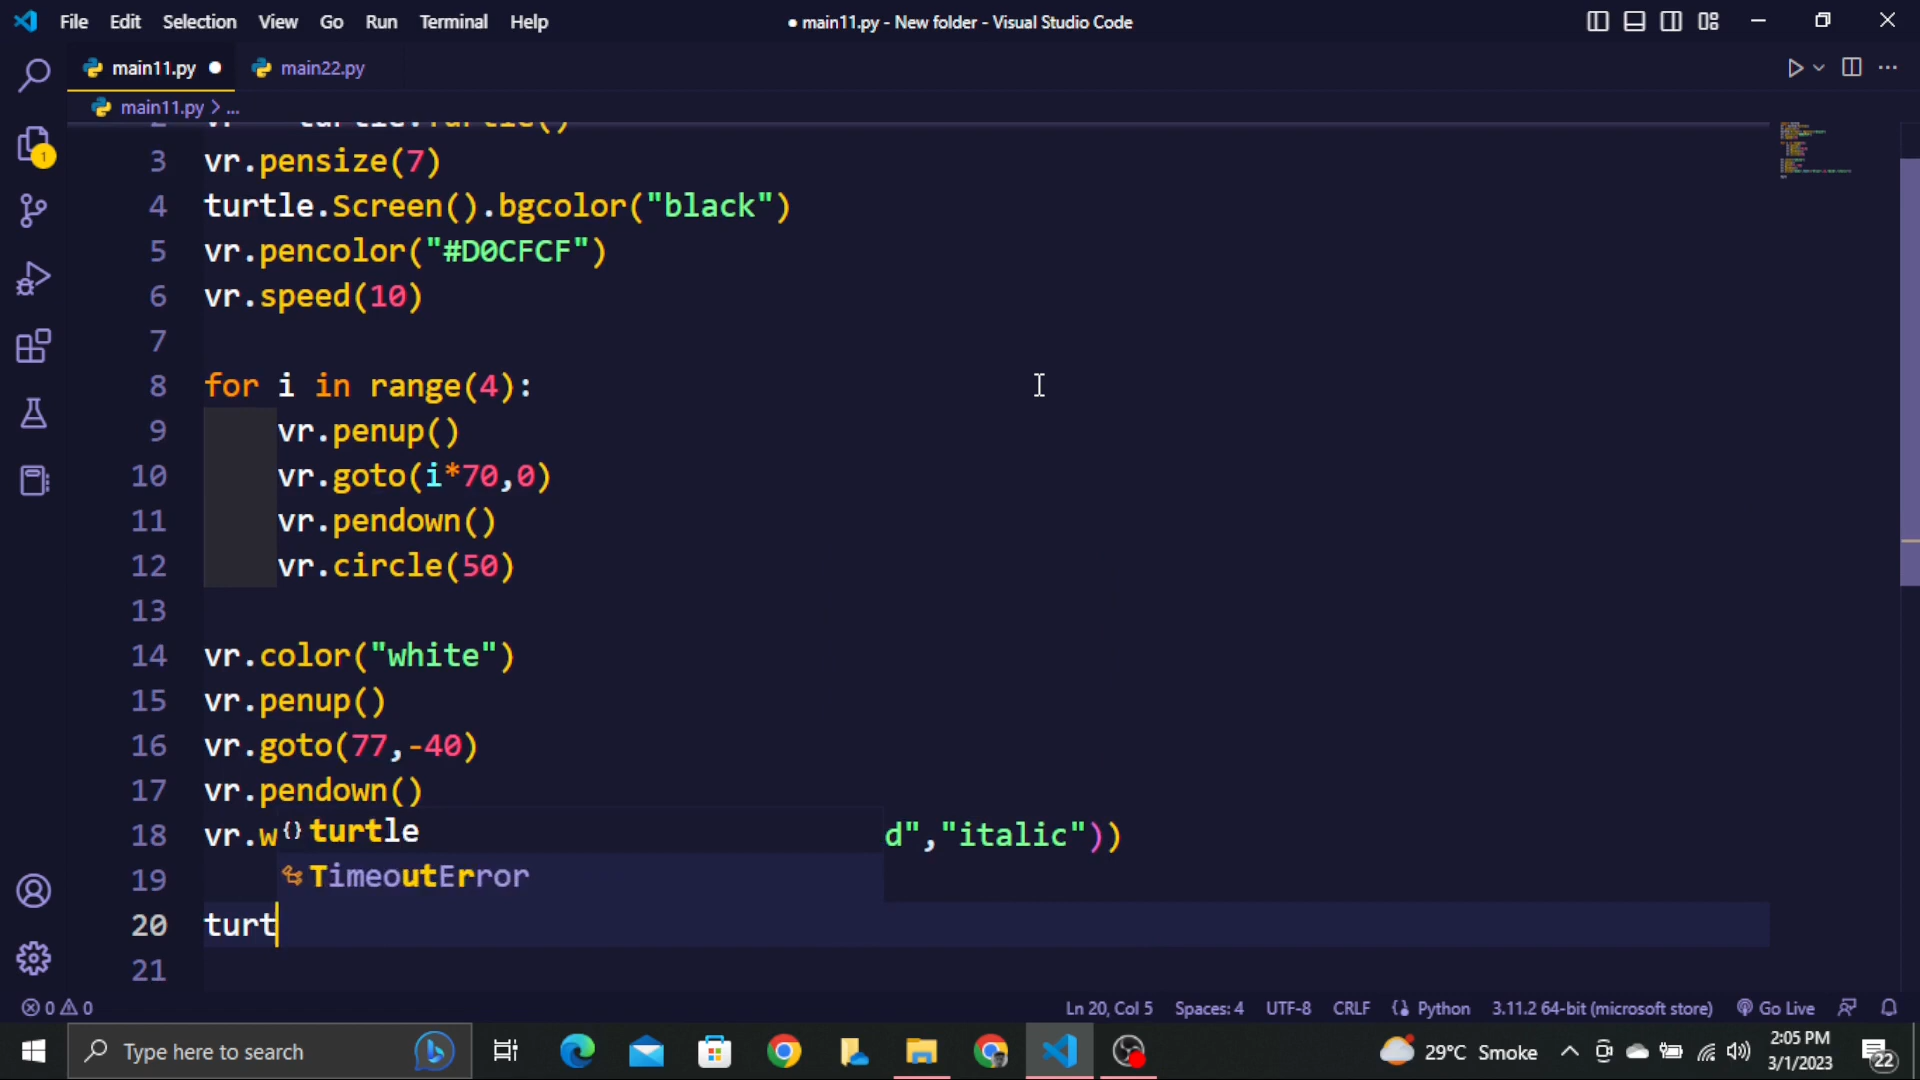 File Edit Selection View Go Run Terminal Help
● main11.py - New folder - Visual Studio Code
main11.py ● main22.py
main11.py > ...
3 vr.pensize(7)
4 turtle.Screen().bgcolor("black")
5 vr.pencolor("#D0CFCF")
6 vr.speed(10)
7
8 for i in range(4):
9 vr.penup()
10 vr.goto(i*70,0)
11 vr.pendown()
12 vr.circle(50)
13
14 vr.color("white")
15 vr.penup()
16 vr.goto(77,-40)
17 vr.pendown()
18 vr.w {} turtle d","italic"))
19 TimeoutError
20 turt
21
1
0 0 Ln 20, Col 5 Spaces: 4 UTF-8 CRLF Python 3.11.2 64-bit (microsoft store) Go Live
Type here to search 29°C Smoke 2:05 PM
3/1/2023
22